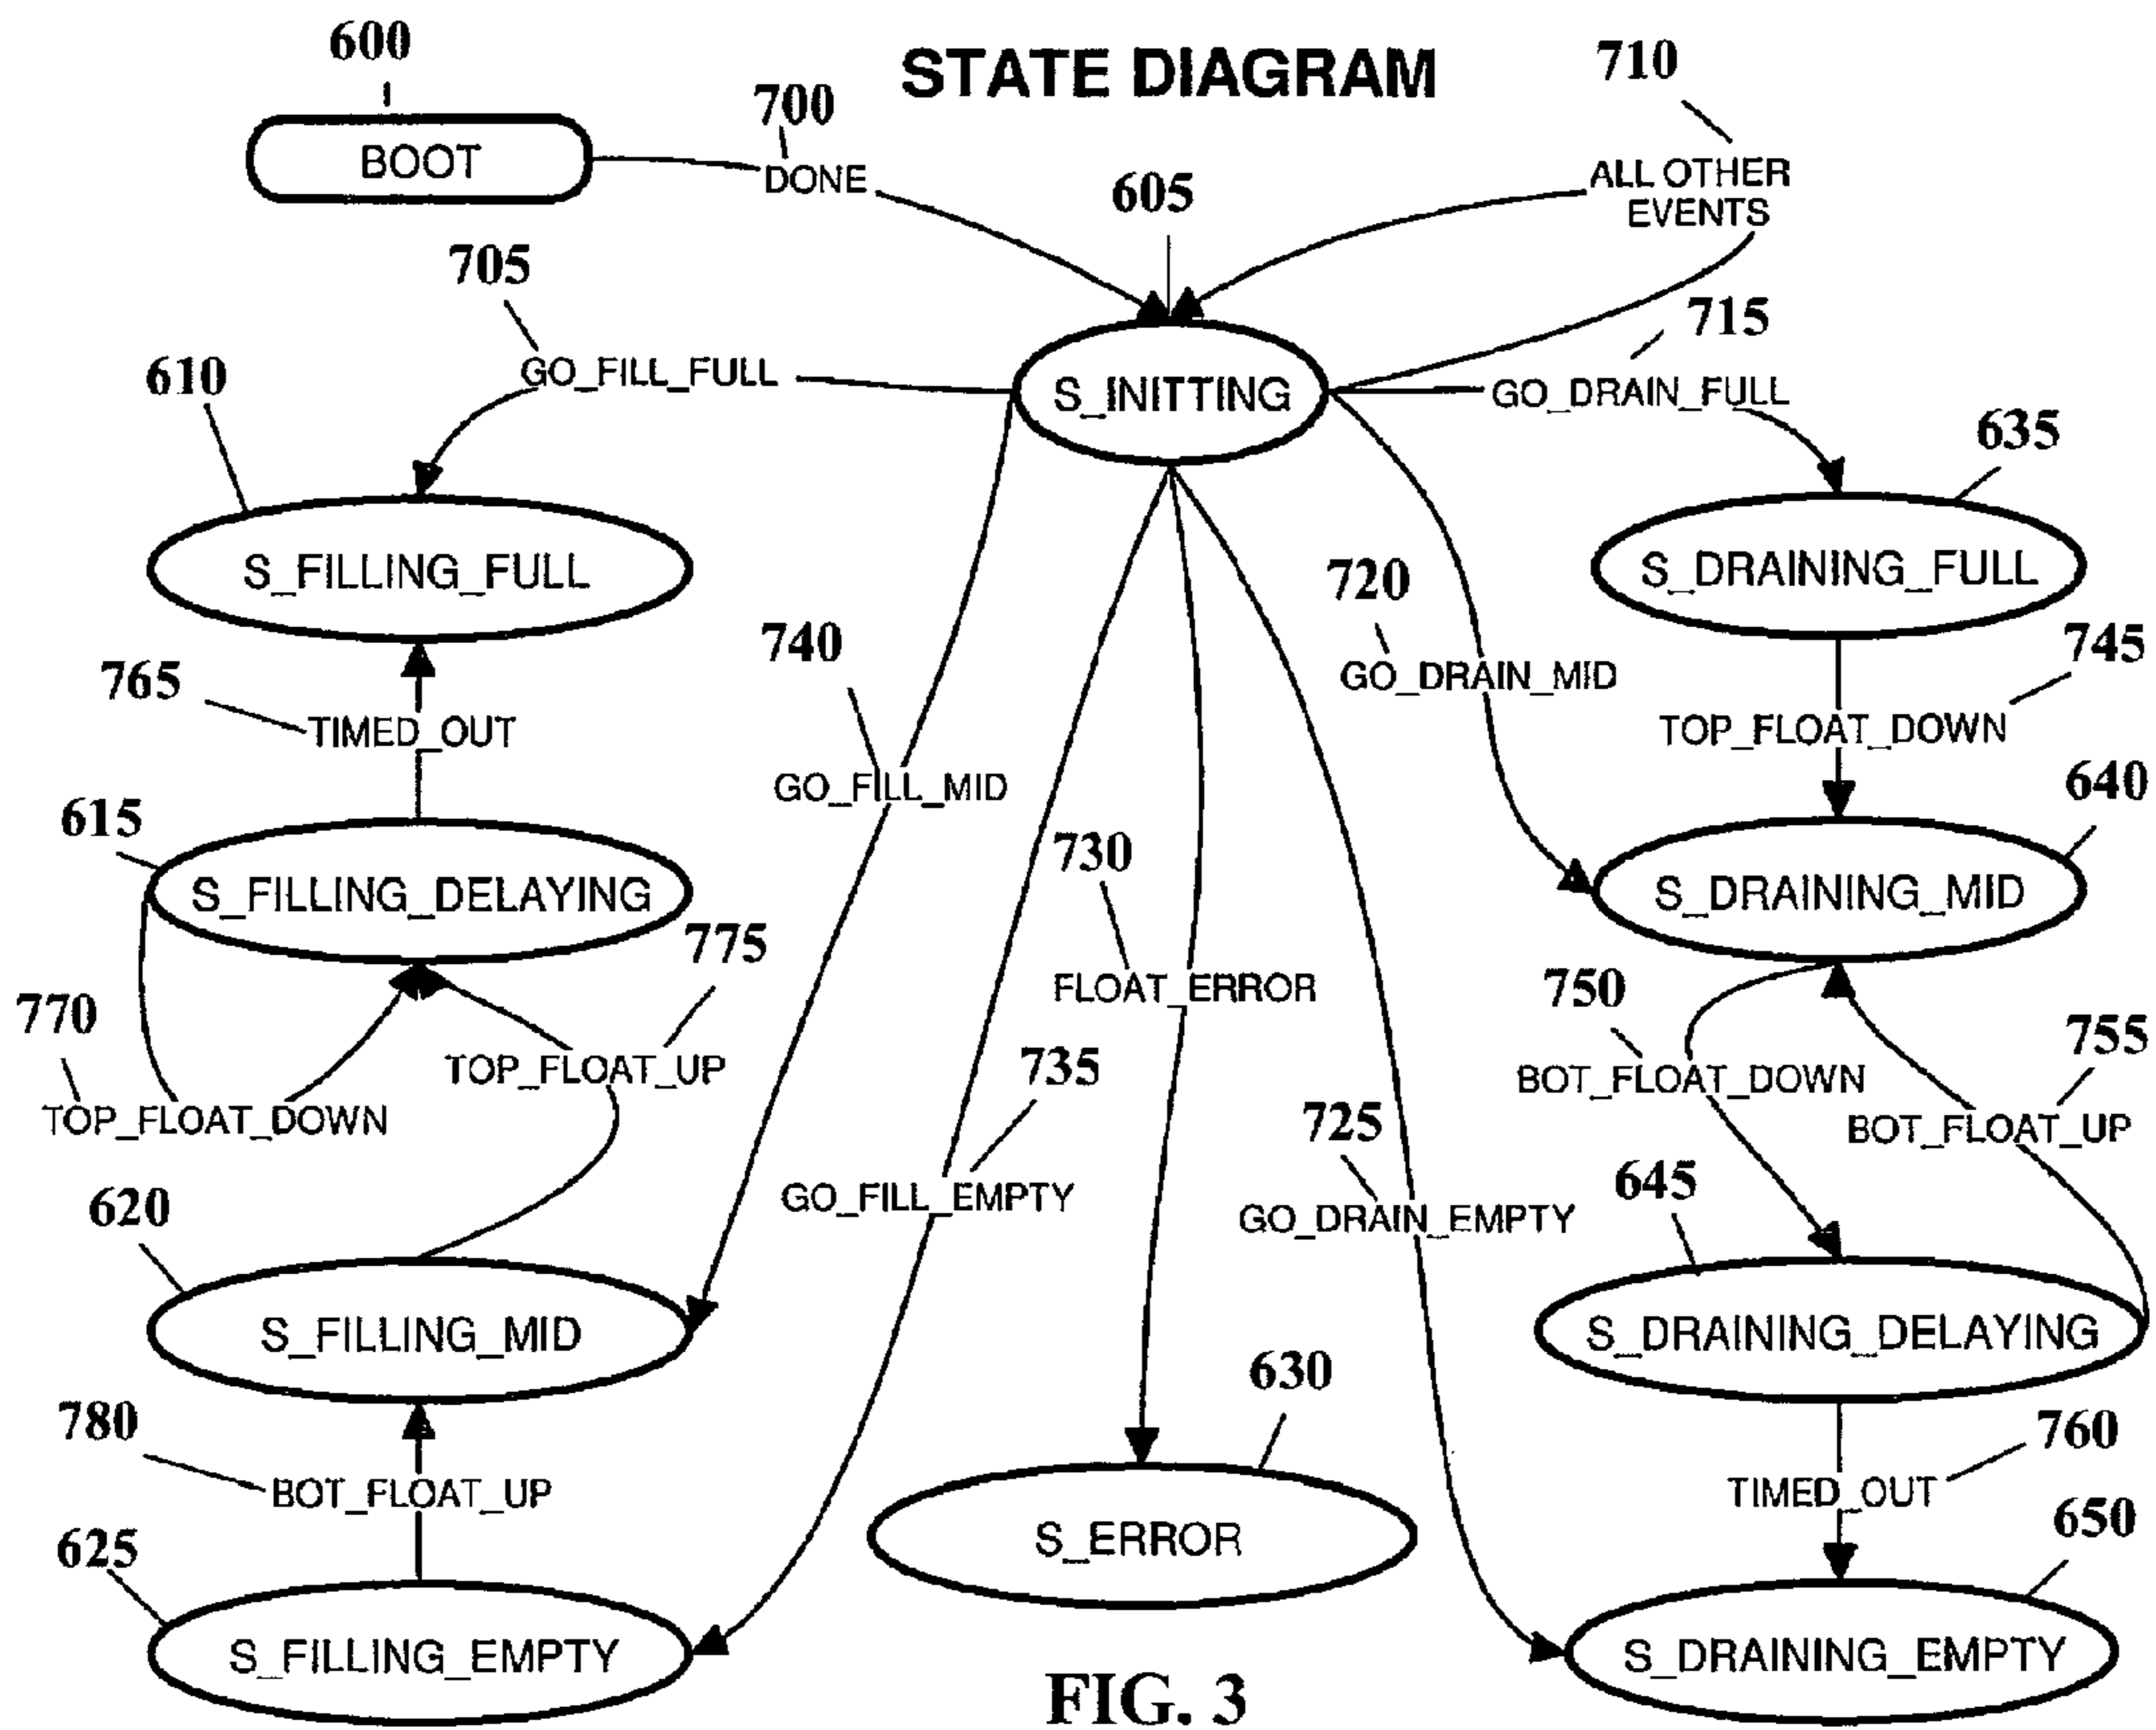 600
STATE DIAGRAM
710
700
BOOT
DONE
ALL OTHER
EVENTS
605
705
715
610
GO_FILL_FULL
S_INITTING
GO_DRAIN_FULL
635
S_FILLING_FULL
S_DRAINING_FULL
720
740
745
765
GO_DRAIN_MID
TIMED_OUT
TOP_FLOAT_DOWN
GO_FILL_MID
640
615
730
S_FILLING_DELAYING
S_DRAINING_MID
775
750
FLOAT_ERROR
770
755
735
TOP_FLOAT_UP
BOT_FLOAT_DOWN
TOP_FLOAT_DOWN
725
BOT_FLOAT_UP
645
GO_FILL_EMPTY
620
GO_DRAIN_EMPTY
S_FILLING_MID
S_DRAINING_DELAYING
630
780
760
BOT_FLOAT_UP
TIMED_OUT
650
625
S_ERROR
S_FILLING_EMPTY
S_DRAINING_EMPTY
FIG. 3